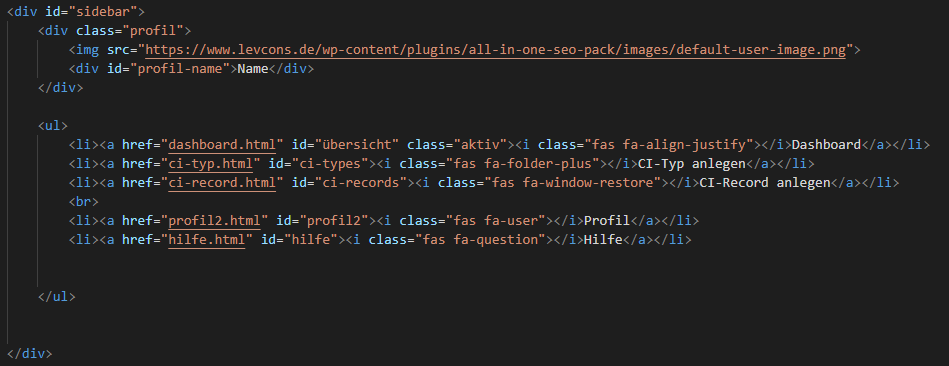 <div id="sidebar">
<div class="profil">
<img src="https://www.levcons.de/wp-content/plugins/all-in-one-seo-pack/images/default-user-image.png">
<div id="profil-name">Name</div>
</div>
<ul>
<li><a href="dashboard.html" id="übersicht" class="aktiv"><i class="fas fa-align-justify"></i>Dashboard</a></li>
<li><a href="ci-typ.html" id="ci-types"><i class="fas fa-folder-plus"></i>CI-Typ anlegen</a></li>
<li><a href="ci-record.html" id="ci-records"><i class="fas fa-window-restore"></i>CI-Record anlegen</a></li>
<br>
<li><a href="profil2.html" id="profil2"><i class="fas fa-user"></i>Profil</a></li>
<li><a href="hilfe.html" id="hilfe"><i class="fas fa-question"></i>Hilfe</a></li>
</ul>
</div>